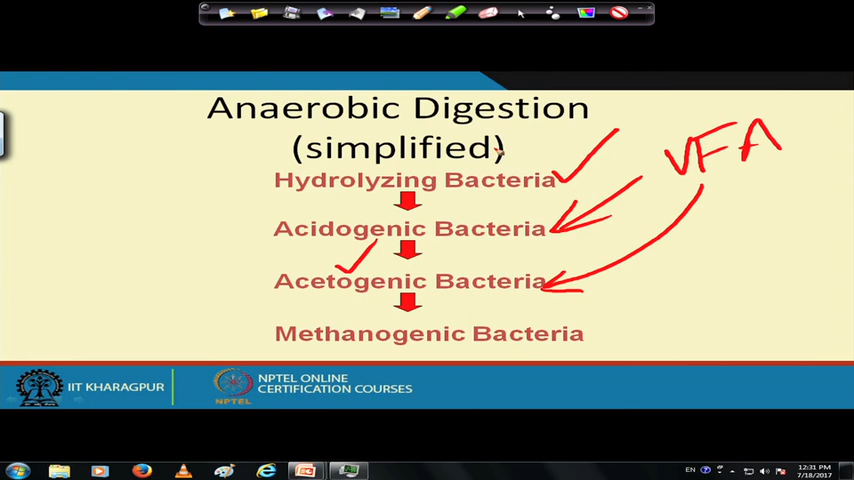 Anaerobic Digestion
(simplified)
Hydrolyzing Bacteria
VFA
Acidogenic Bacteria
Acetogenic Bacteria
Methanogenic Bacteria
IIT KHARAGPUR
NPTEL
NPTEL ONLINE
CERTIFICATION COURSES
EN
12:31 PM
7/18/2017